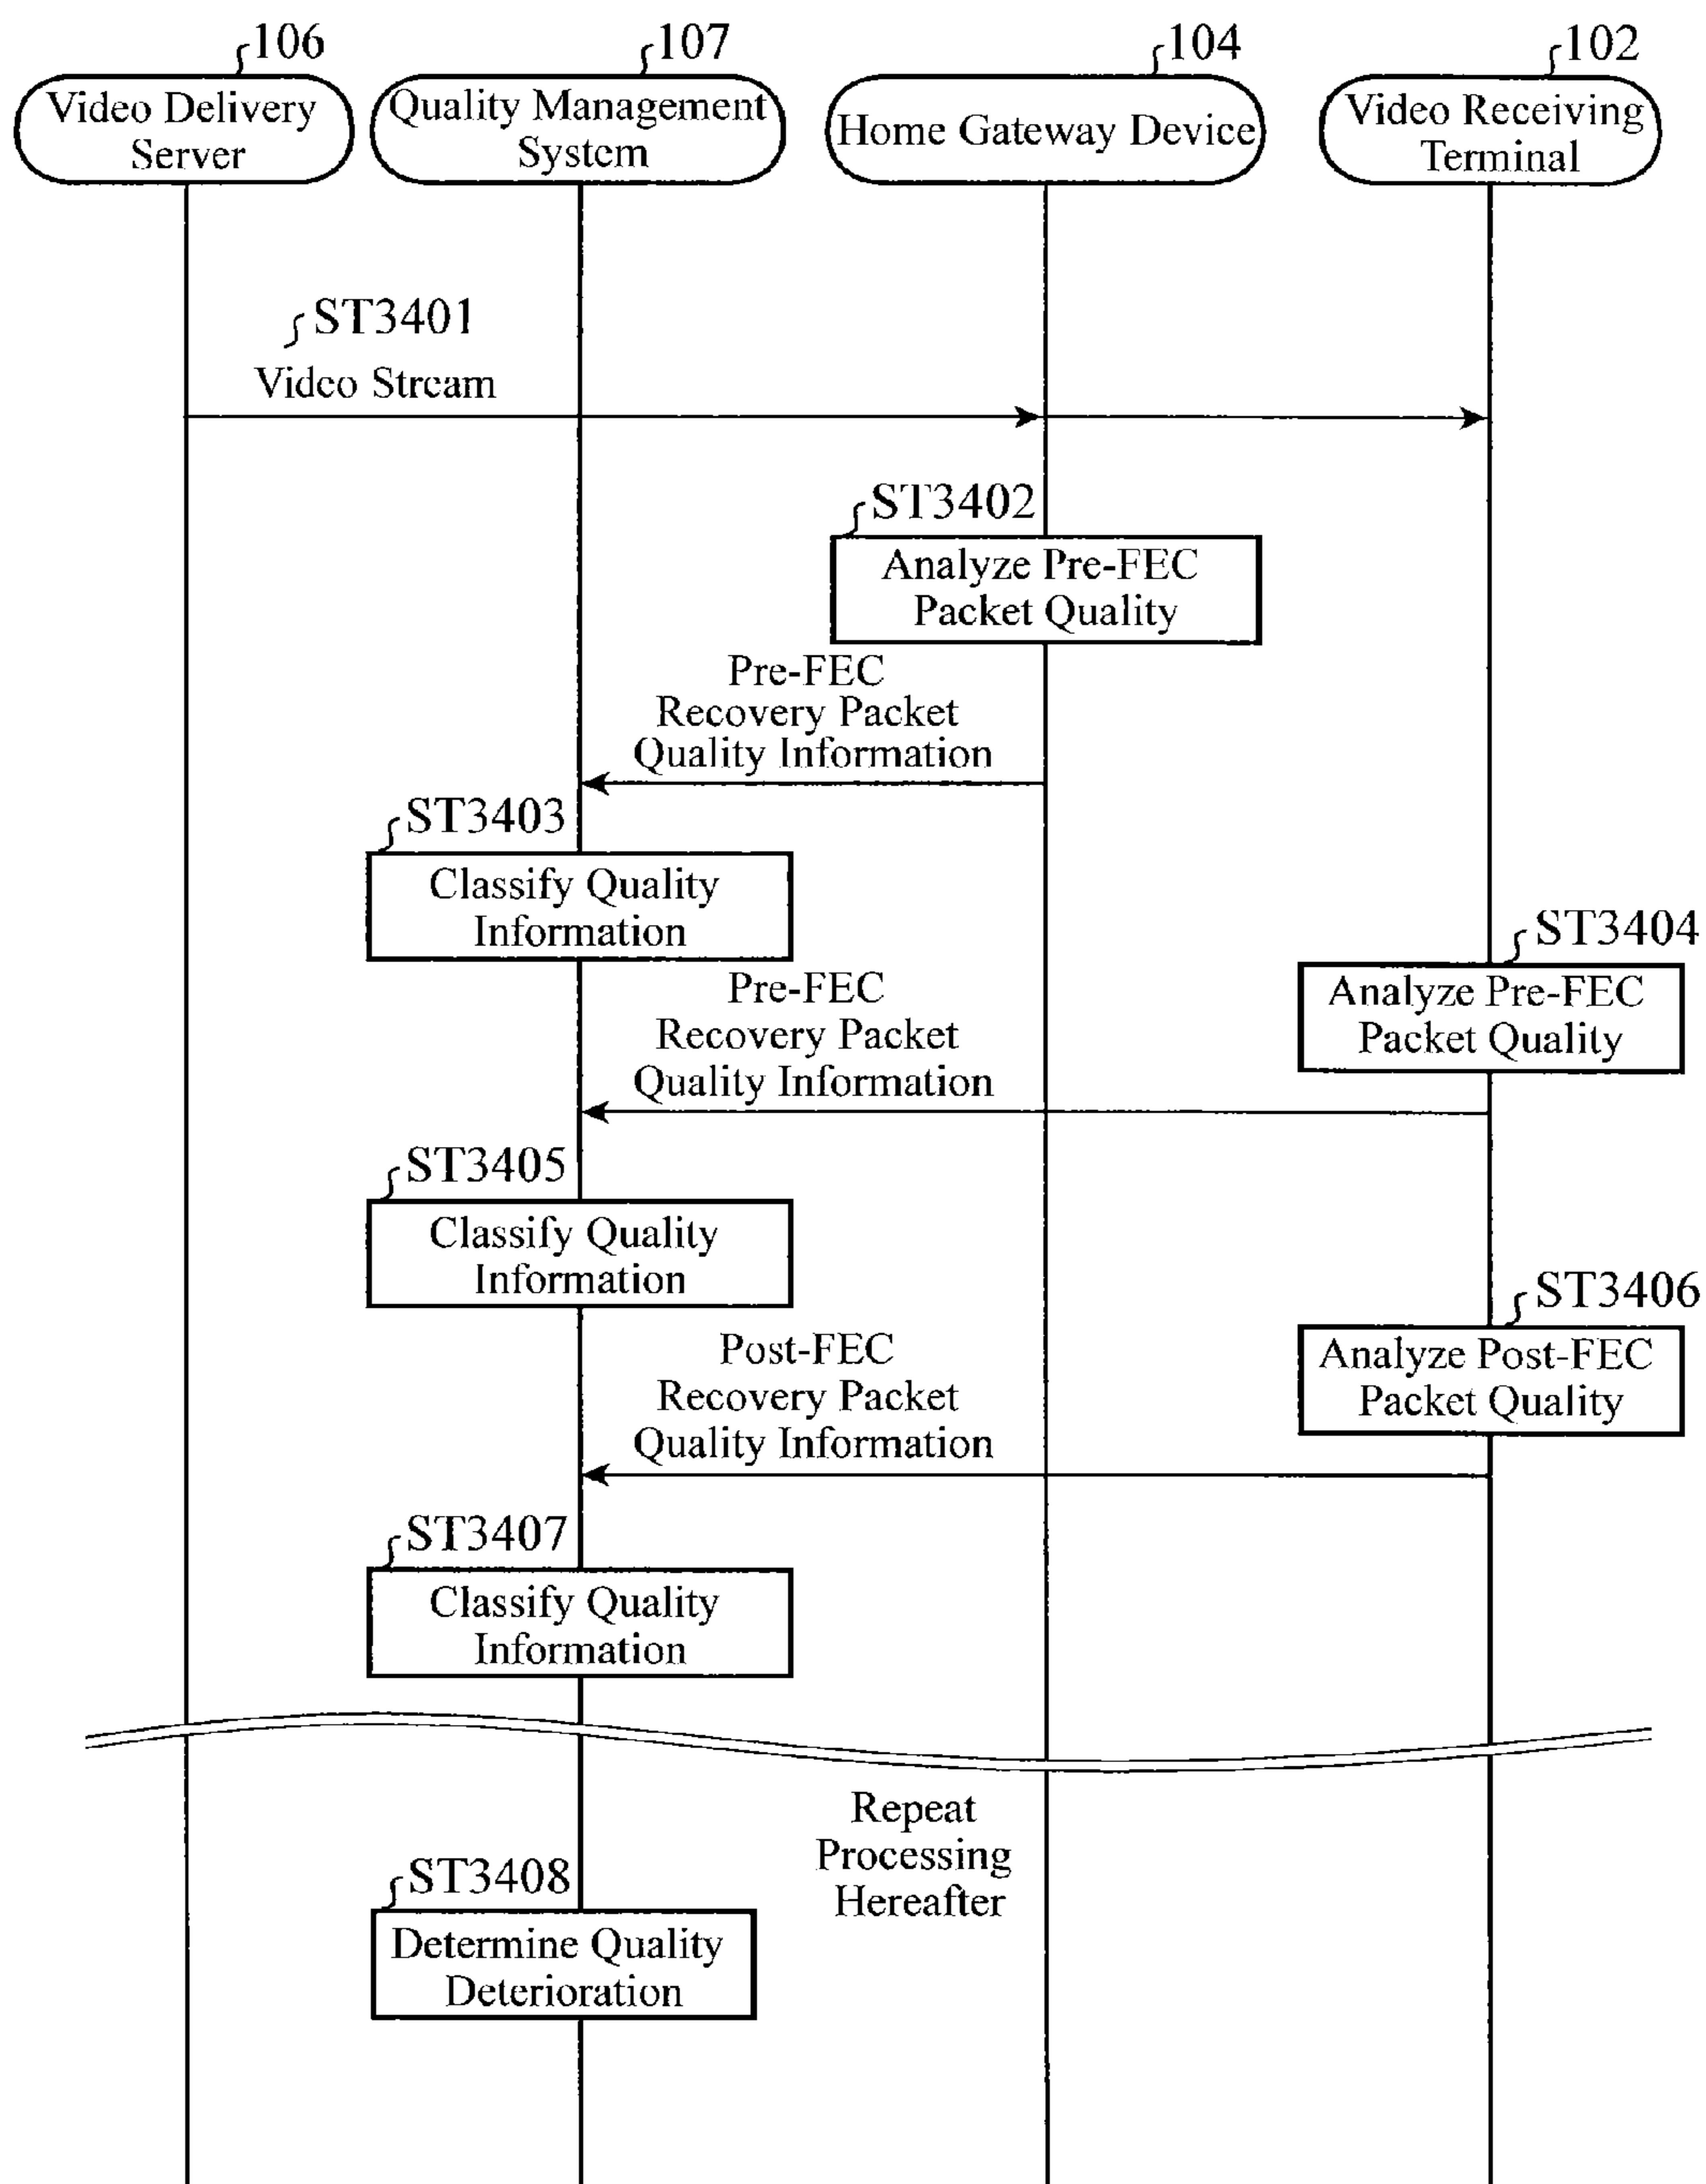 106
107
104
102
Video Delivery
Server
Quality Management
System
Home Gateway Device
Video Receiving
Terminal
ST3401
Video Stream
ST3402
Analyze Pre-FEC
Packet Quality
Pre-FEC
Recovery Packet
Quality Information
ST3403
Classify Quality
Information
ST3404
Analyze Pre-FEC
Packet Quality
Pre-FEC
Recovery Packet
Quality Information
ST3405
Classify Quality
Information
ST3406
Analyze Post-FEC
Packet Quality
Post-FEC
Recovery Packet
Quality Information
ST3407
Classify Quality
Information
Repeat
Processing
Hereafter
ST3408
Determine Quality
Deterioration